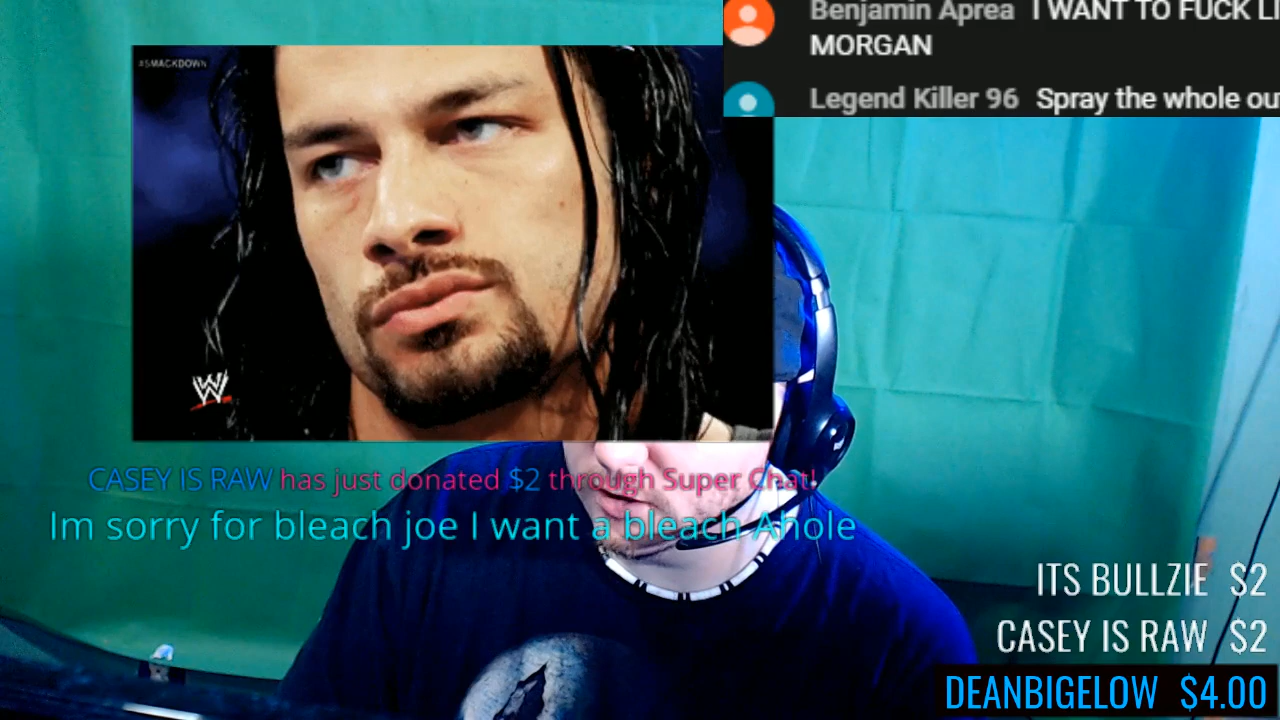 Benjamin Aprea I WANT TO FUCK LI
MORGAN
Legend Killer 96 Spray the whole ou
#SMACKDOWN
W
CASEY IS RAW has just donated $2 through Super Chat!
Im sorry for bleach joe I want a bleach Ahole
ITS BULLZIE $2
CASEY IS RAW $2
DEANBIGELOW $4.00